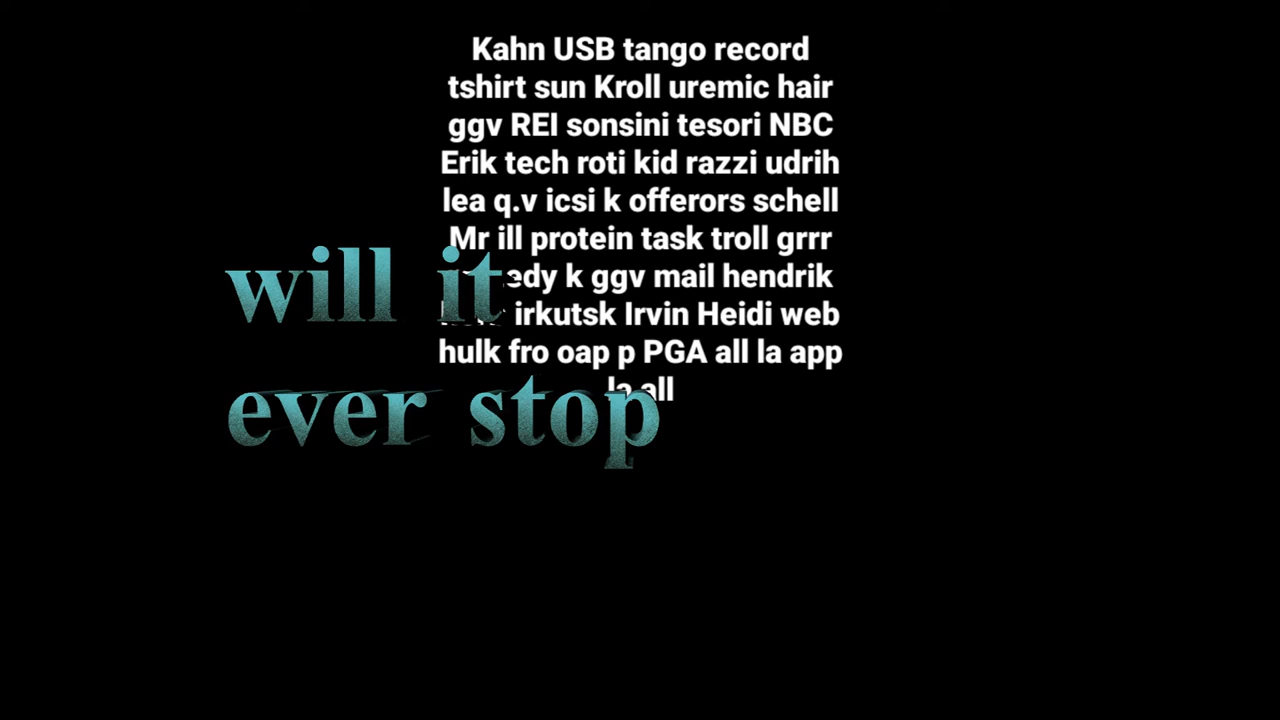 Kahn USB tango record
tshirt sun Kroll uremic hair
ggv REI sonsini tesori NBC
Erik tech roti kid razzi udrih
lea q.v icsi k offerors schell
Mr ill protein task troll grrr
k ggv mail hendrik
irkutsk Irvin Heidi web
hulk fro oap p PGA all la app
la all
will it
ever stop